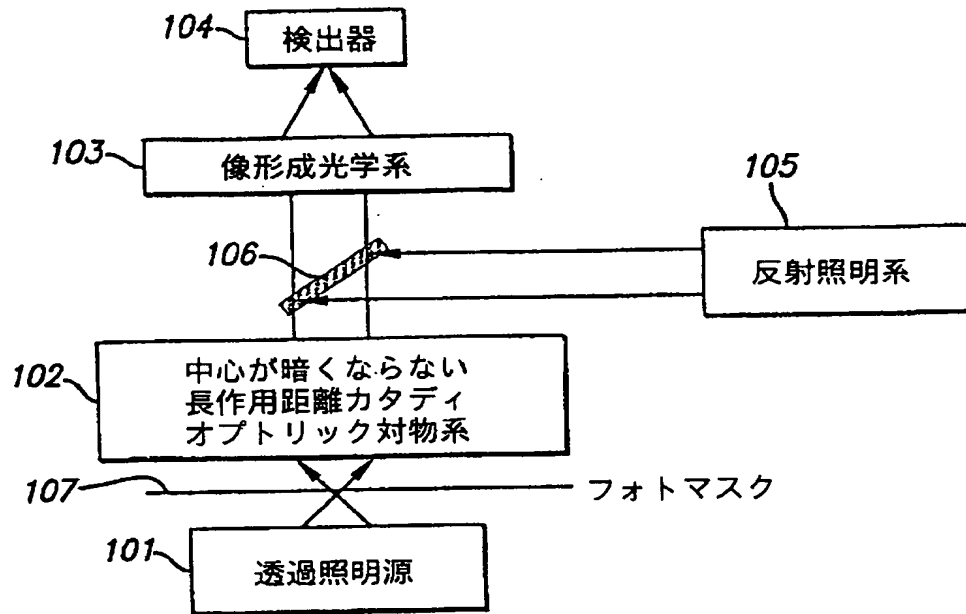 104
検出器
103
像形成光学系
105
106
反射照明系
102
中心が暗くならない
長作用距離カタディ
オプトリック対物系
107
フォトマスク
101
透過照明源